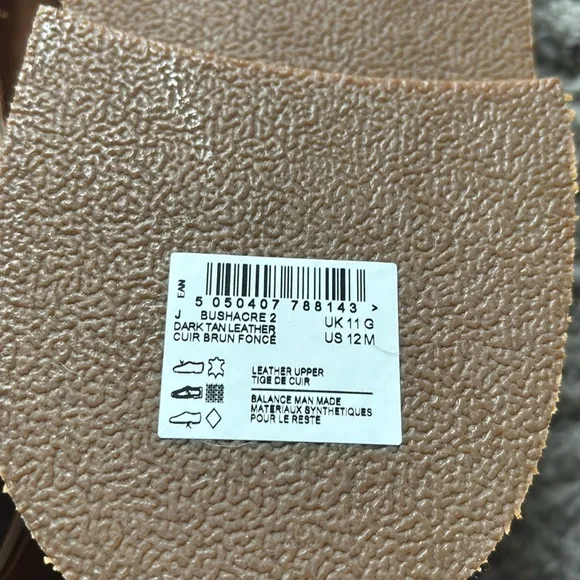 EAN
5 050407 788143 >
J BUSHACRE 2 UK 11 G
DARK TAN LEATHER US 12 M
CUIR BRUN FONCÉ
LEATHER UPPER
TIGE DE CUIR
BALANCE MAN MADE
MATERIAUX SYNTHETIQUES
POUR LE RESTE